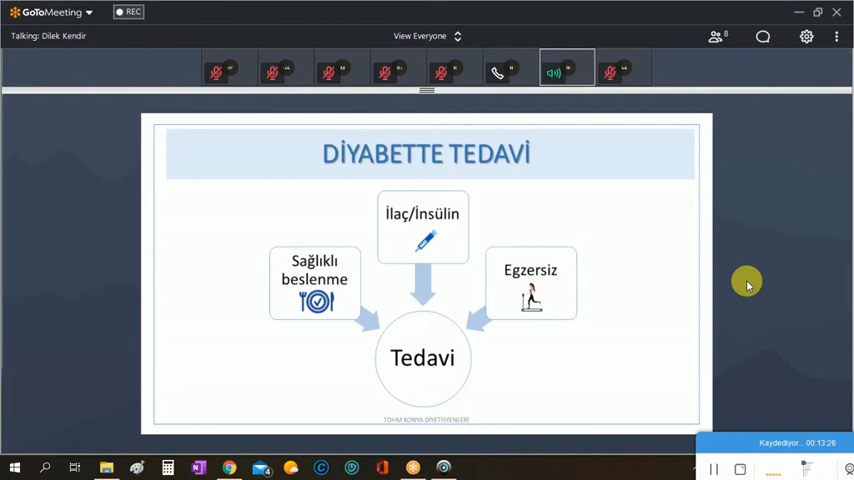 GoToMeeting
REC
Talking: Dilek Kendir
View Everyone
8
DİYABETTE TEDAVİ
İlaç/İnsülin
Sağlıklı
beslenme
Egzersiz
Tedavi
TOHM KONYA DİYETİSYENLERİ
Kaydediyor... 00:13:26